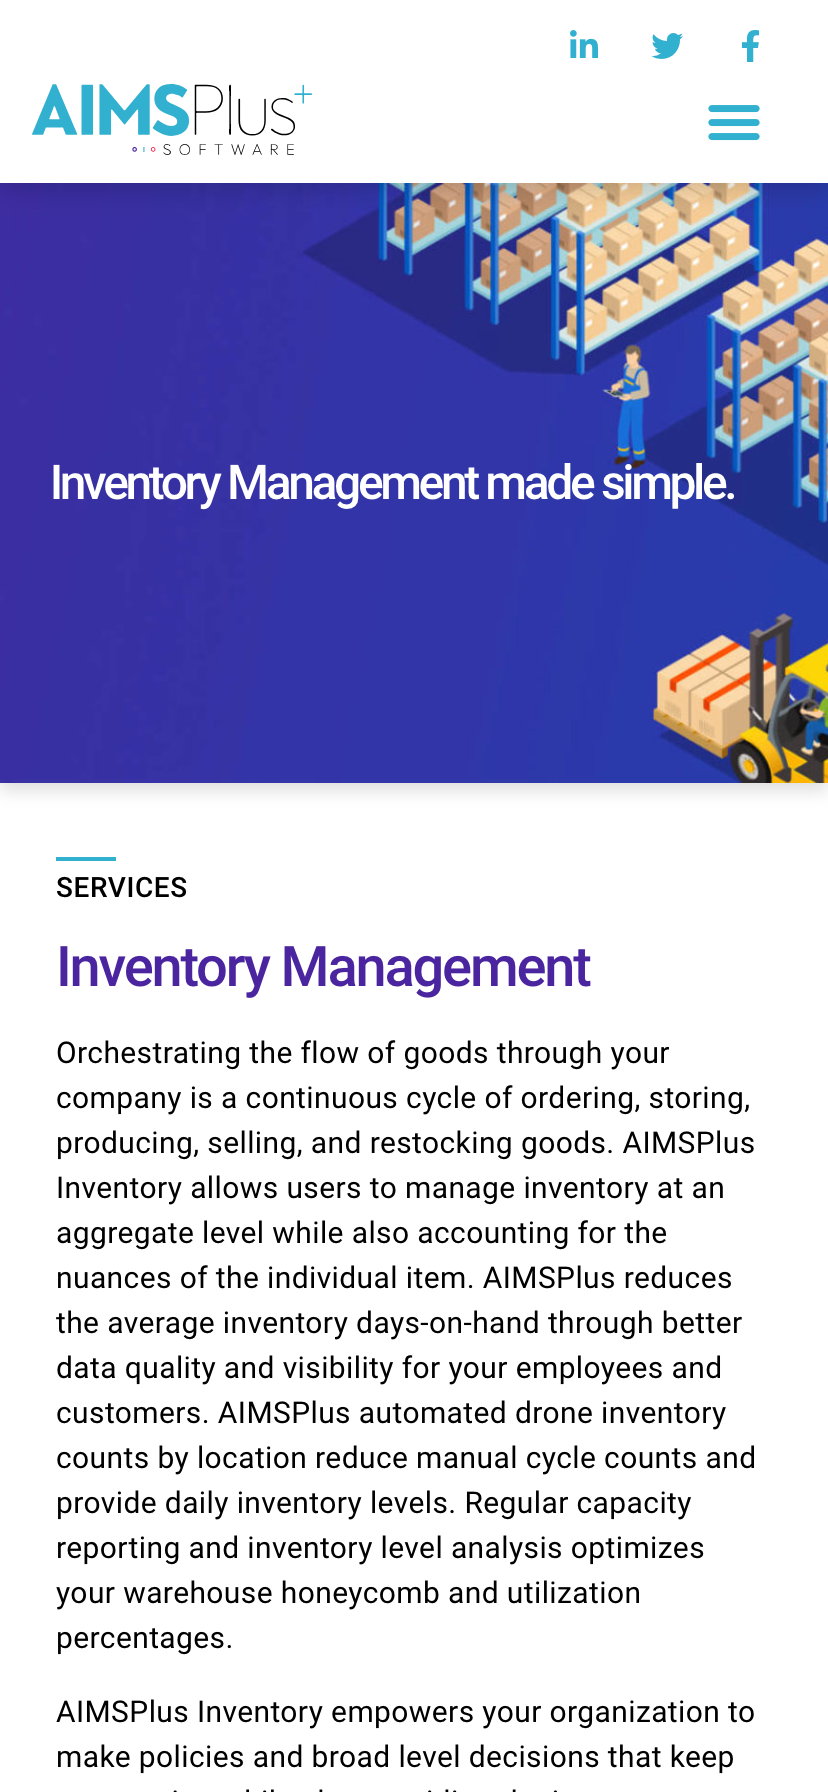 AIMSPlus+
SOFTWARE
Inventory Management made simple.
SERVICES
Inventory Management
Orchestrating the flow of goods through your
company is a continuous cycle of ordering, storing,
producing, selling, and restocking goods. AIMSPlus
Inventory allows users to manage inventory at an
aggregate level while also accounting for the
nuances of the individual item. AIMSPlus reduces
the average inventory days-on-hand through better
data quality and visibility for your employees and
customers. AIMSPlus automated drone inventory
counts by location reduce manual cycle counts and
provide daily inventory levels. Regular capacity
reporting and inventory level analysis optimizes
your warehouse honeycomb and utilization
percentages.
AIMSPlus Inventory empowers your organization to
make policies and broad level decisions that keep